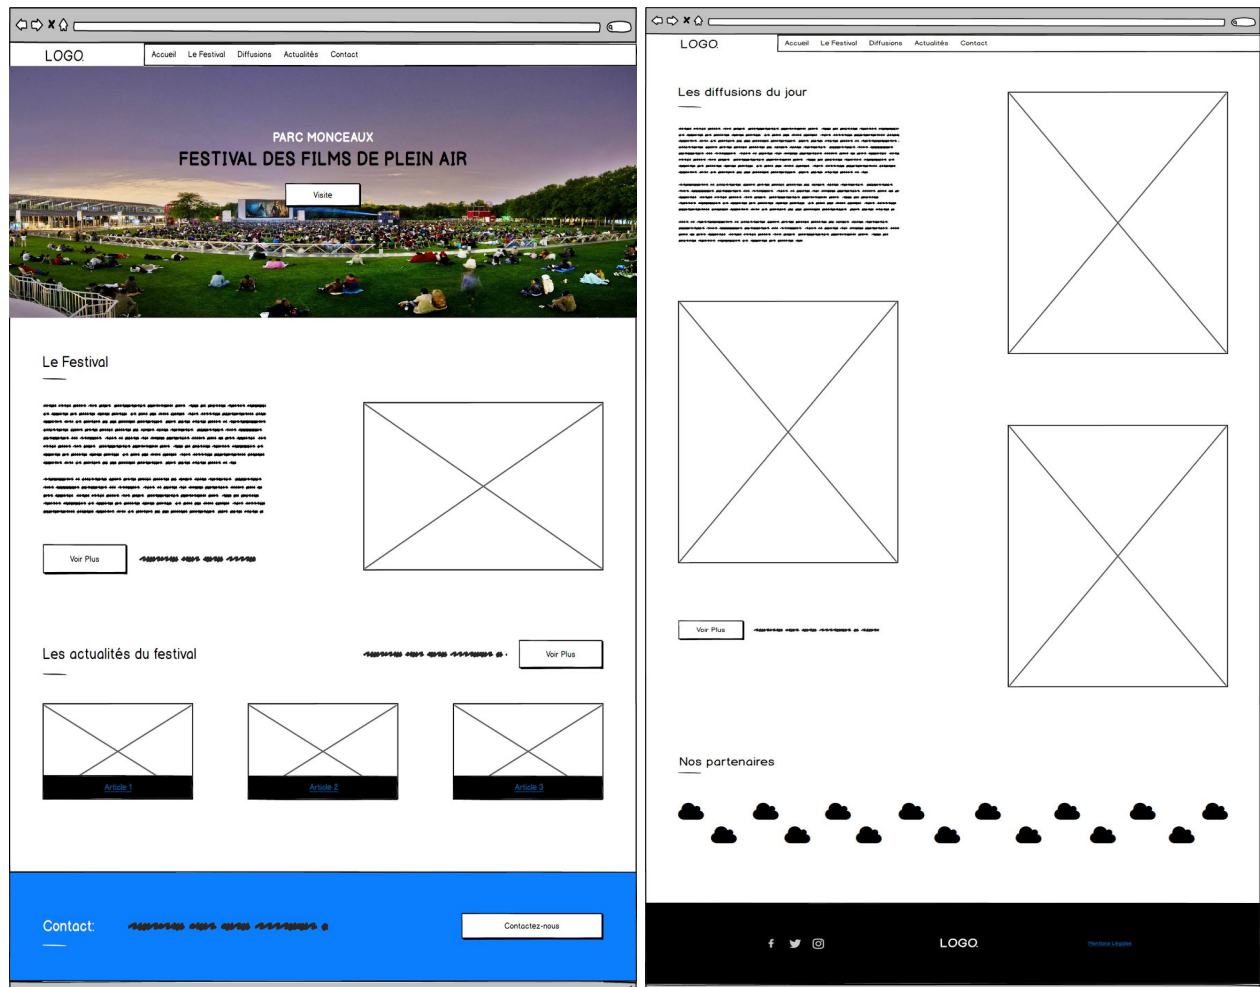 LOGO.
Accueil Le Festival Diffusions Actualités Contact
PARC MONCEAUX
FESTIVAL DES FILMS DE PLEIN AIR
Visite
Le Festival
Voir Plus
Les actualités du festival
Voir Plus
Article 1
Article 2
Article 3
Contact:
Contactez-nous
LOGO.
Accueil Le Festival Diffusions Actualités Contact
Les diffusions du jour
Voir Plus
Nos partenaires
LOGO.
Mentions Légales